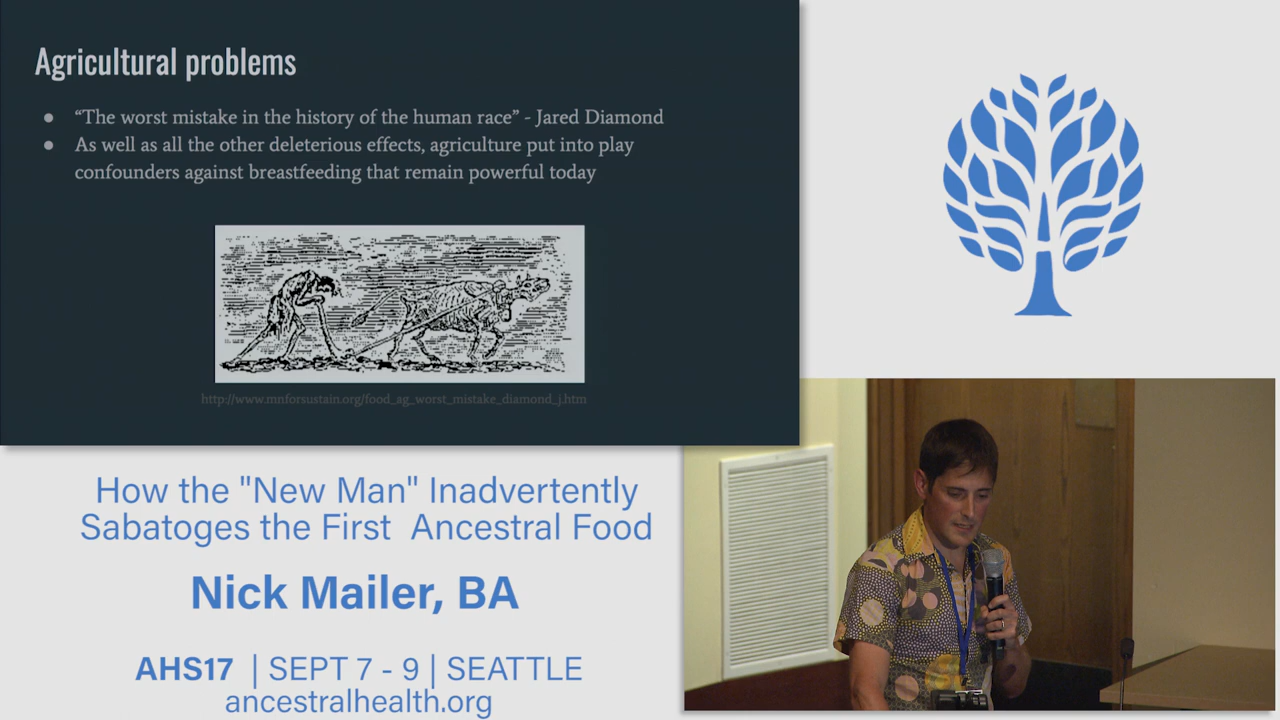 Agricultural problems
● “The worst mistake in the history of the human race” - Jared Diamond
● As well as all the other deleterious effects, agriculture put into play
confounders against breastfeeding that remain powerful today
http://www.mnforsustain.org/food_ag_worst_mistake_diamond_j.htm
How the "New Man" Inadvertently
Sabatoges the First Ancestral Food
Nick Mailer, BA
AHS17 | SEPT 7 - 9 | SEATTLE
ancestralhealth.org